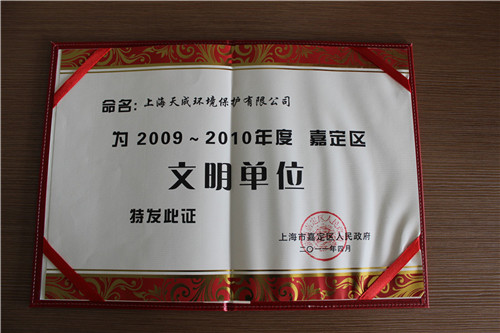 命名：上海天成环境保护有限公司
为 2009～2010年度 嘉定区
文明单位
特发此证
上海市嘉定区人民政府
二〇一一年四月